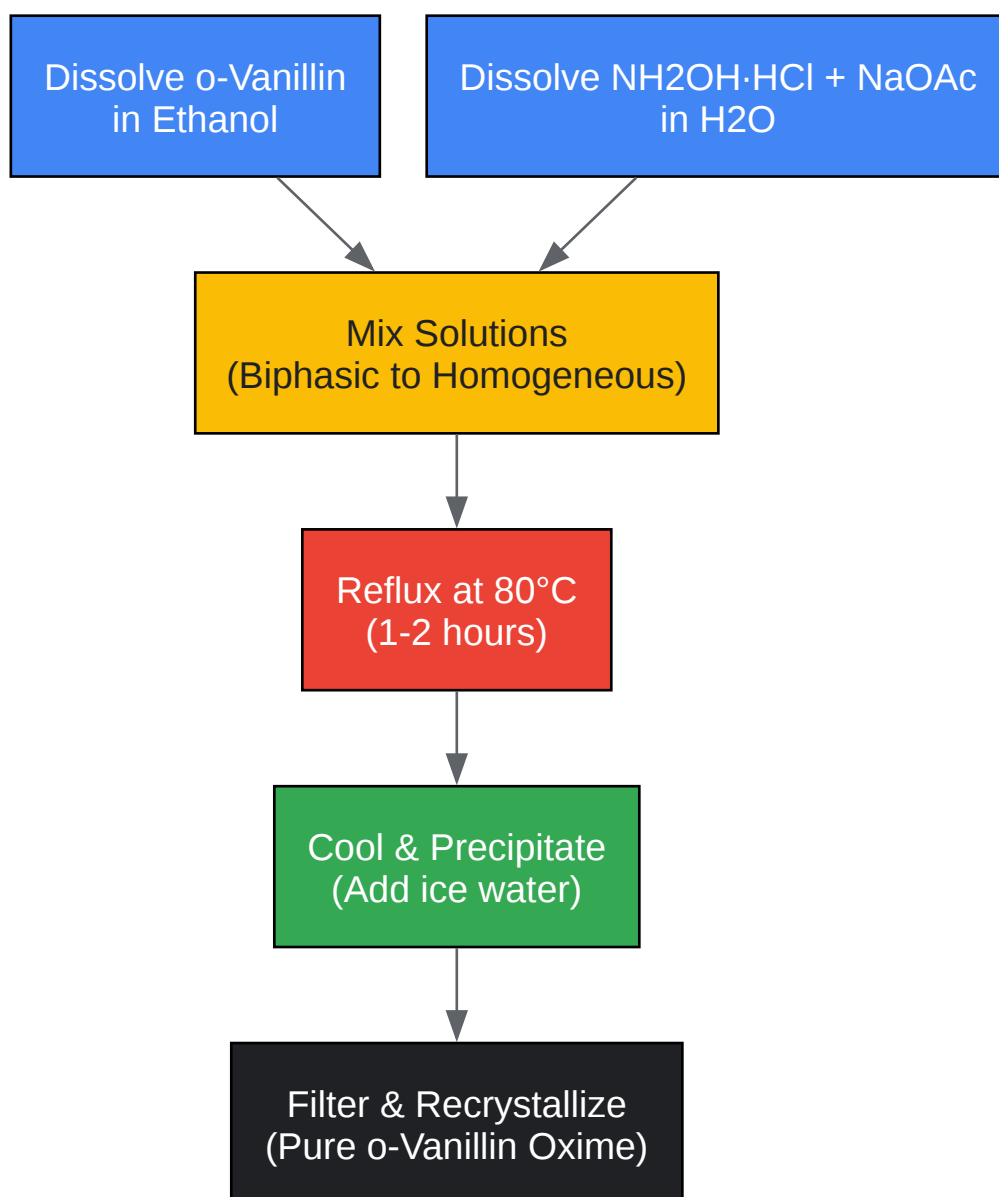 Dissolve o-Vanillin
in Ethanol
Dissolve NH2OH·HCl + NaOAc
in H2O
Mix Solutions
(Biphasic to Homogeneous)
Reflux at 80°C
(1-2 hours)
Cool & Precipitate
(Add ice water)
Filter & Recrystallize
(Pure o-Vanillin Oxime)